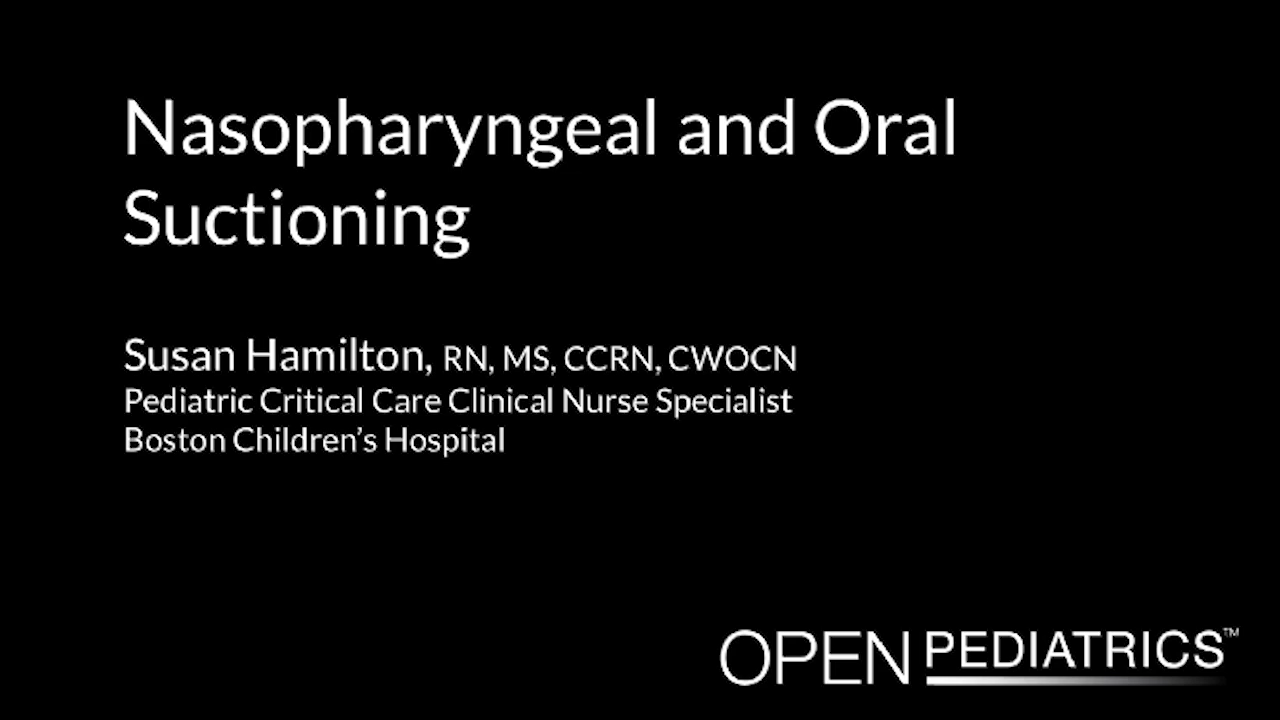 Nasopharyngeal and Oral
Suctioning
Susan Hamilton, RN, MS, CCRN, CWOCN
Pediatric Critical Care Clinical Nurse Specialist
Boston Children’s Hospital
OPEN PEDIATRICS™